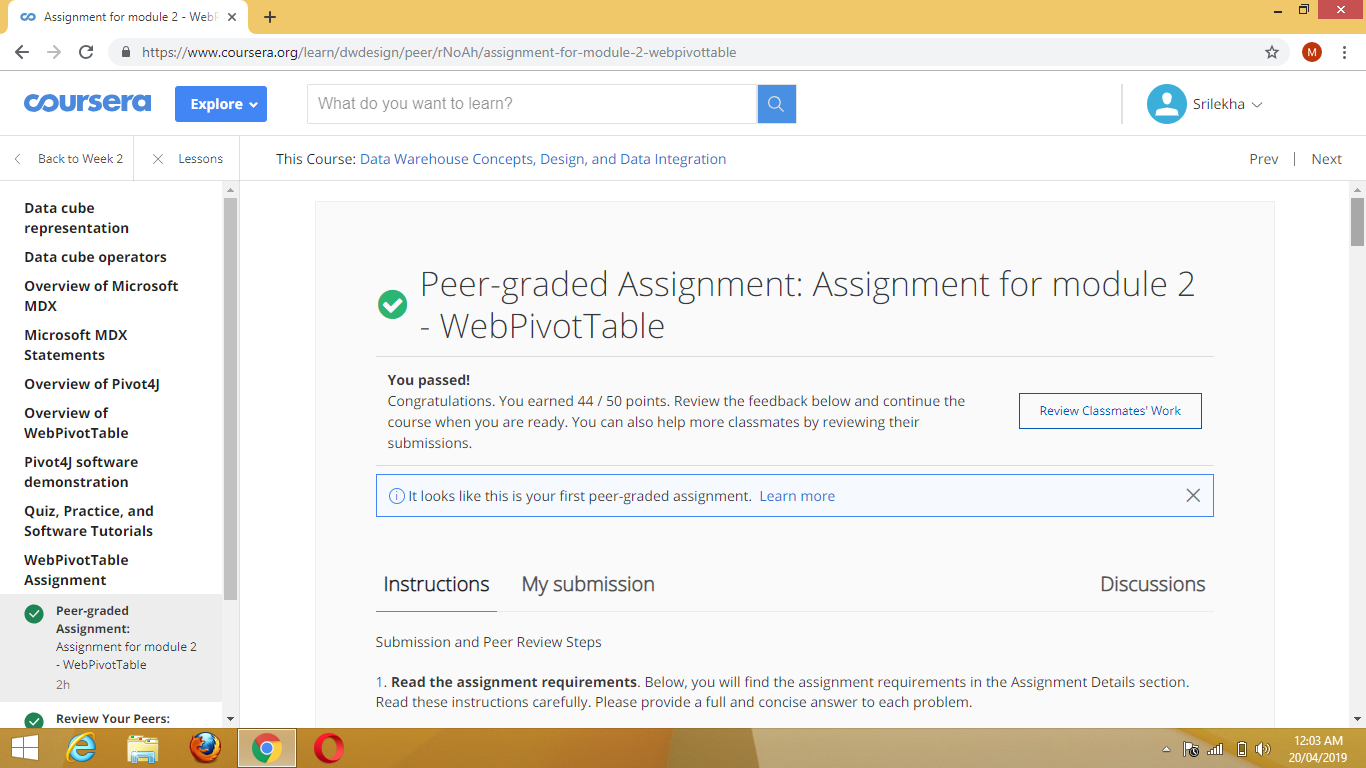 Assignment for module 2 - WebP
https://www.coursera.org/learn/dwdesign/peer/rNoAh/assignment-for-module-2-webpivottable
M
coursera
Explore
What do you want to learn?
Srilekha
Back to Week 2
Lessons
This Course: Data Warehouse Concepts, Design, and Data Integration
Prev | Next
Data cube
representation
Data cube operators
Overview of Microsoft
MDX
Microsoft MDX
Statements
Overview of Pivot4J
Overview of
WebPivotTable
Pivot4J software
demonstration
Quiz, Practice, and
Software Tutorials
WebPivotTable
Assignment
Peer-graded
Assignment:
Assignment for module 2
- WebPivotTable
2h
Review Your Peers:
Peer-graded Assignment: Assignment for module 2
- WebPivotTable
You passed!
Congratulations. You earned 44 / 50 points. Review the feedback below and continue the
course when you are ready. You can also help more classmates by reviewing their
submissions.
Review Classmates' Work
It looks like this is your first peer-graded assignment. Learn more
Instructions
My submission
Discussions
Submission and Peer Review Steps
1. Read the assignment requirements. Below, you will find the assignment requirements in the Assignment Details section.
Read these instructions carefully. Please provide a full and concise answer to each problem.
12:03 AM
20/04/2019